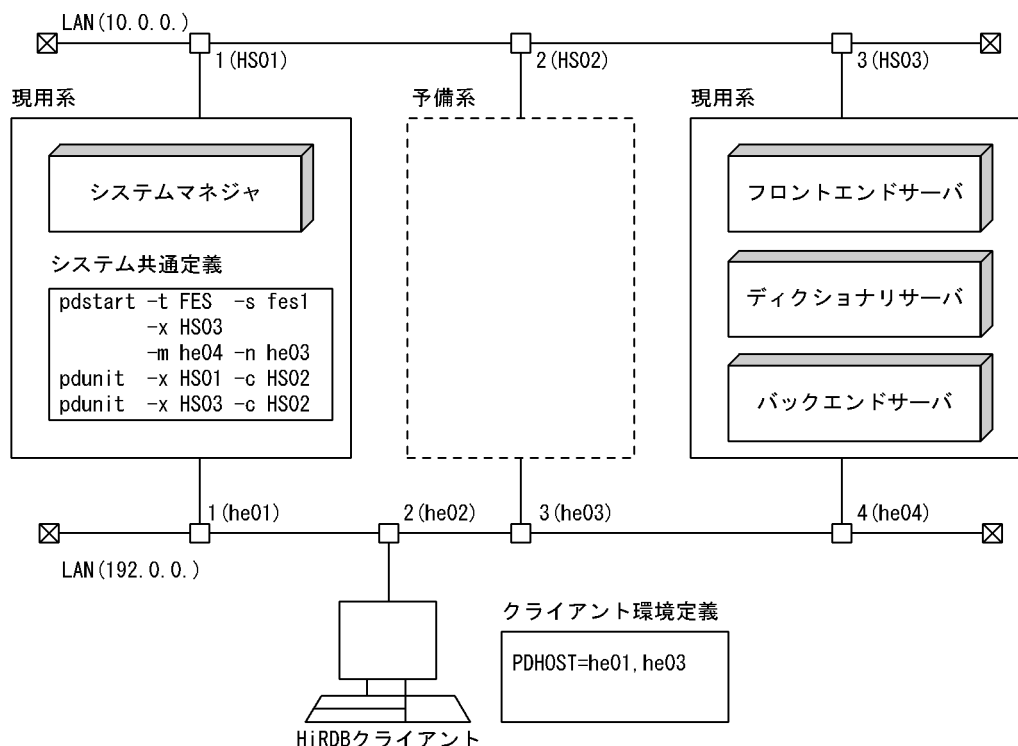 LAN(10.0.0.)
1(HS01)
2(HS02)
3(HS03)
現用系
予備系
現用系
システムマネジャ
システム共通定義
pdstart -t FES -s fes1
-x HS03
-m he04 -n he03
pdunit -x HS01 -c HS02
pdunit -x HS03 -c HS02
フロントエンドサーバ
ディクショナリサーバ
バックエンドサーバ
1(he01)
2(he02)
3(he03)
4(he04)
LAN(192.0.0.)
クライアント環境定義
PDHOST=he01,he03
HiRDBクライアント